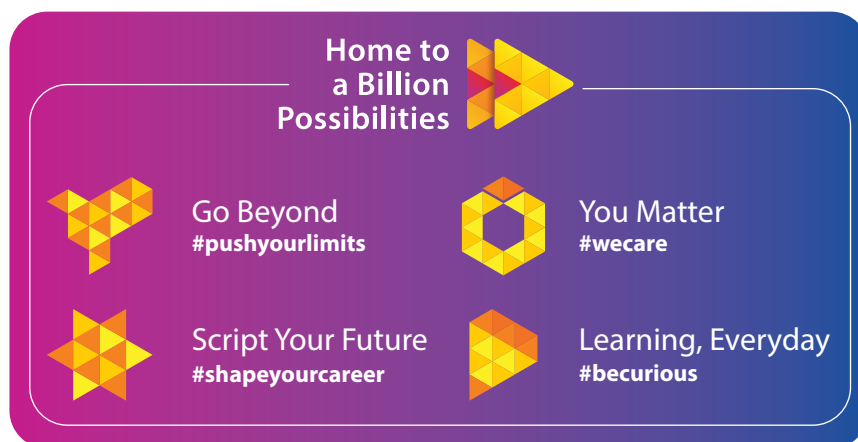 Home to
a Billion
Possibilities
Go Beyond
#pushyourlimits
You Matter
#wecare
Script Your Future
#shapeyourcareer
Learning, Everyday
#becurious